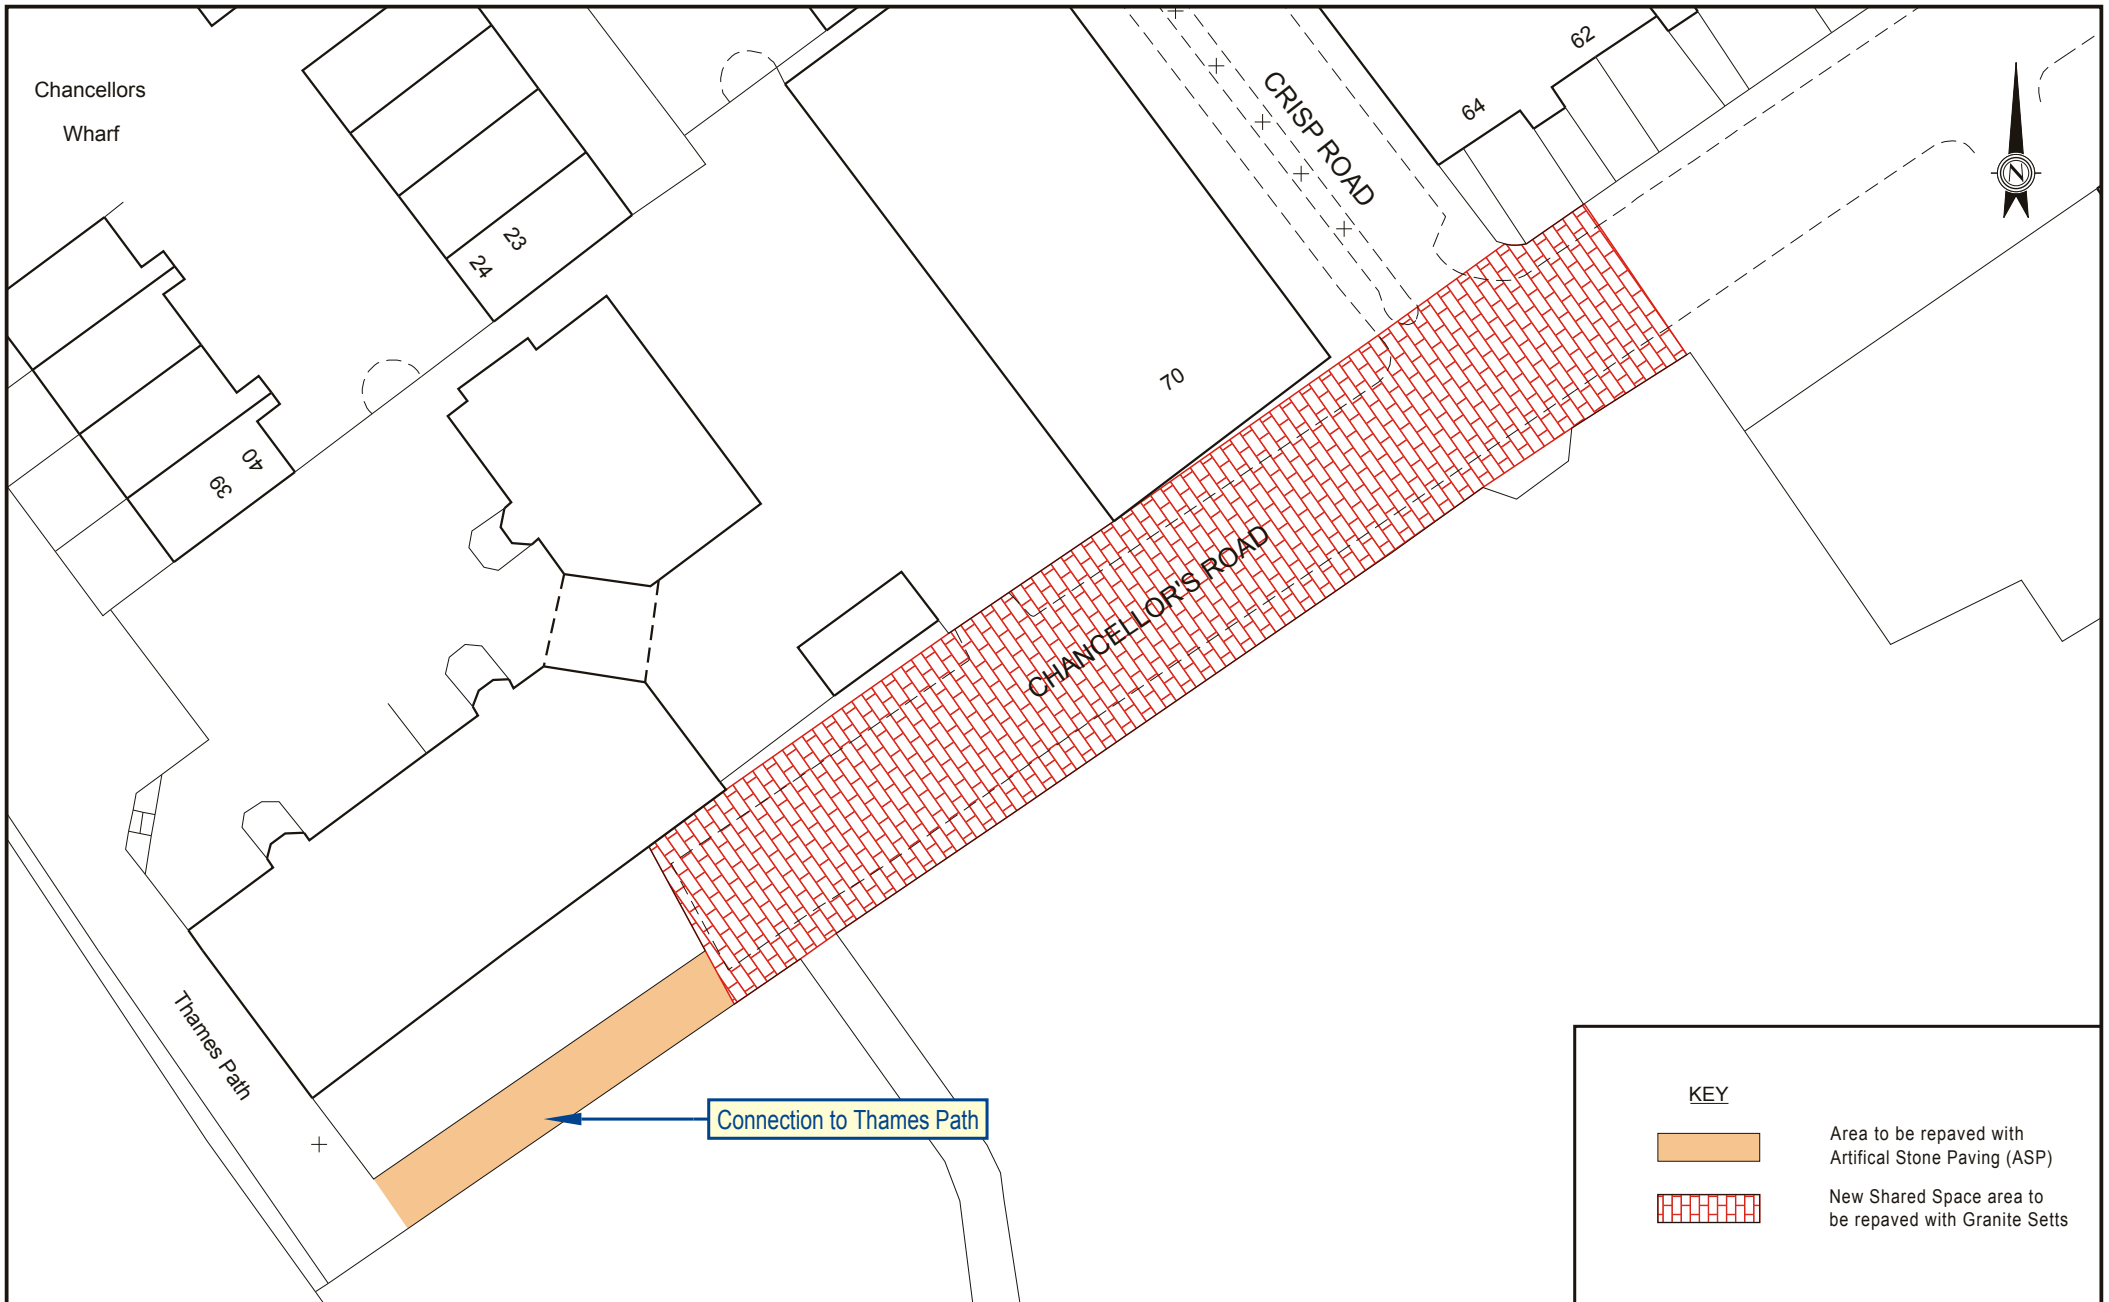 Chancellors
Wharf
CRISP ROAD
62
64
N
23
24
70
40
39
CHANCELLOR'S ROAD
Thames Path
Connection to Thames Path
KEY
Area to be repaved with
Artifical Stone Paving (ASP)
New Shared Space area to
be repaved with Granite Setts